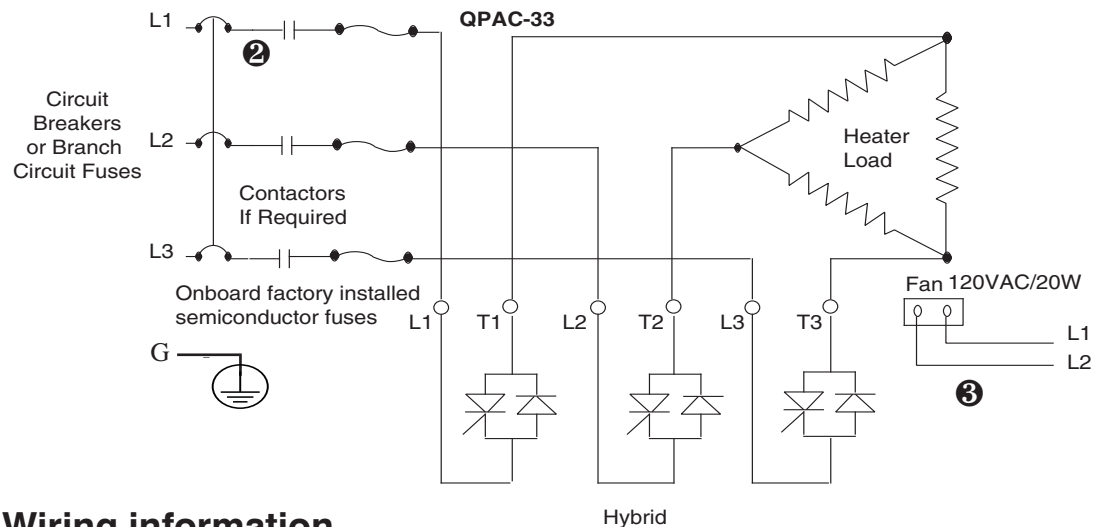 L1
QPAC-33
❷
Circuit
Breakers
or Branch
Circuit Fuses
L2
Heater
Load
Contactors
If Required
L3
Onboard factory installed
semiconductor fuses
L1
T1
L2
T2
L3
T3
Fan 120VAC/20W
L1
L2
G
❸
Hybrid
Wiring information